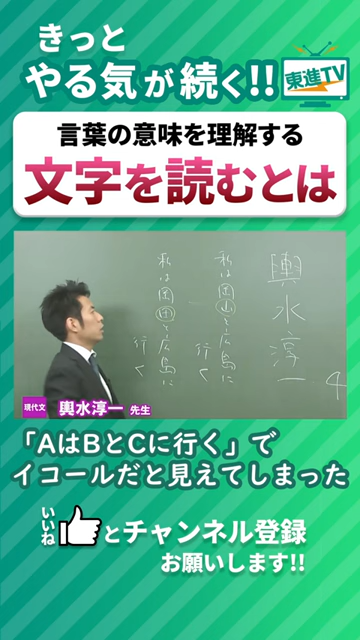 きっと
やる気が続く!!
東進TV
言葉の意味を理解する
文字を読むとは
輿水淳一
4
私は岡山と広島に
行く
私は岡田と広島に
行く
現代文 輿水淳一 先生
「AはBとCに行く」で
イコールだと見えてしまった
いいね とチャンネル登録
お願いします!!